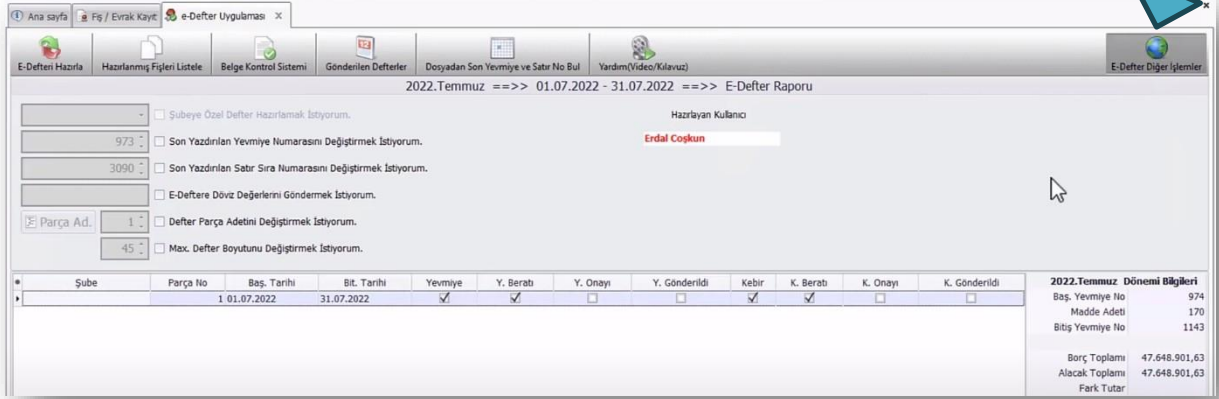 Ana sayfa Fiş / Evrak Kayıt e-Defter Uygulaması x
E-Defteri Hazırla Hazırlanmış Fişleri Listele Belge Kontrol Sistemi Gönderilen Defterler Dosyadan Son Yevmiye ve Satır No Bul Yardım(Video/Kılavuz) E-Defter Diğer İşlemler
2022.Temmuz ==>> 01.07.2022 - 31.07.2022 ==>> E-Defter Raporu
Şubeye Özel Defter Hazırlamak İstiyorum. Hazırlayan Kullanıcı
973 Son Yazdırılan Yevmiye Numarasını Değiştirmek İstiyorum. Erdal Coşkun
3090 Son Yazdırılan Satır Sıra Numarasını Değiştirmek İstiyorum.
E-Deftere Döviz Değerlerini Göndermek İstiyorum.
Parça Ad. 1 Defter Parça Adetini Değiştirmek İstiyorum.
45 Max. Defter Boyutunu Değiştirmek İstiyorum.
Şube Parça No Baş. Tarihi Bit. Tarihi Yevmiye Y. Beratı Y. Onayı Y. Gönderildi Kebir K. Beratı K. Onayı K. Gönderildi
1 01.07.2022 31.07.2022
2022.Temmuz Dönemi Bilgileri
Baş. Yevmiye No 974
Madde Adeti 170
Bitiş Yevmiye No 1143
Borç Toplamı 47.648.901,63
Alacak Toplamı 47.648.901,63
Fark Tutar